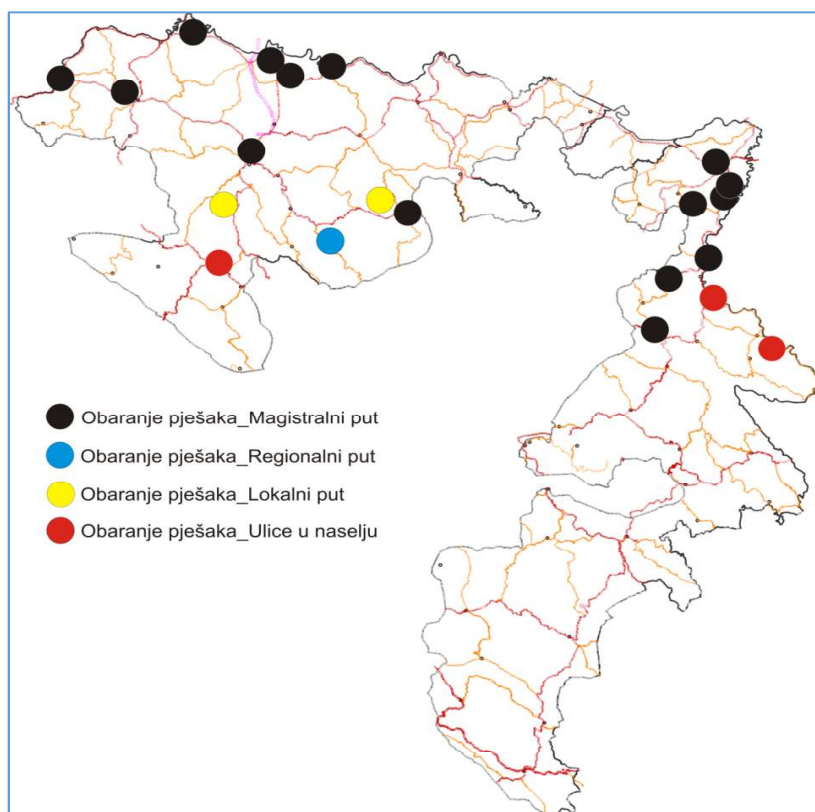 Obaranje pješaka_Magistralni put
Obaranje pješaka_Regionalni put
Obaranje pješaka_Lokalni put
Obaranje pješaka_Ulice u naselju